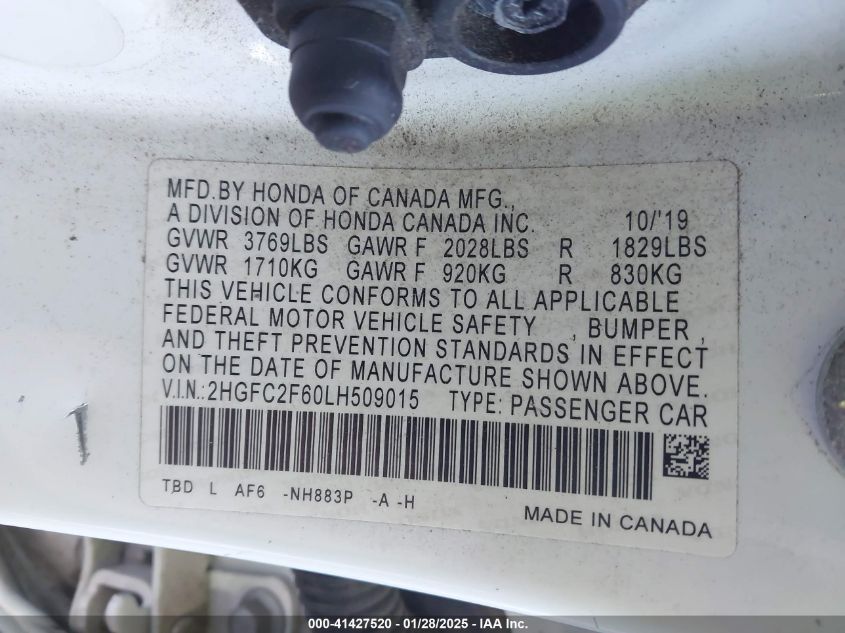 MFD.BY HONDA OF CANADA MFG.,
A DIVISION OF HONDA CANADA INC. 10/'19
GVWR 3769LBS GAWR F 2028LBS R 1829LBS
GVWR 1710KG GAWR F 920KG R 830KG
THIS VEHICLE CONFORMS TO ALL APPLICABLE
FEDERAL MOTOR VEHICLE SAFETY , BUMPER ,
AND THEFT PREVENTION STANDARDS IN EFFECT
ON THE DATE OF MANUFACTURE SHOWN ABOVE.
V.I.N.: 2HGFC2F60LH509015 TYPE: PASSENGER CAR
TBD L AF6 -NH883P -A -H
MADE IN CANADA
000-41427520 - 01/28/2025 - IAA Inc.